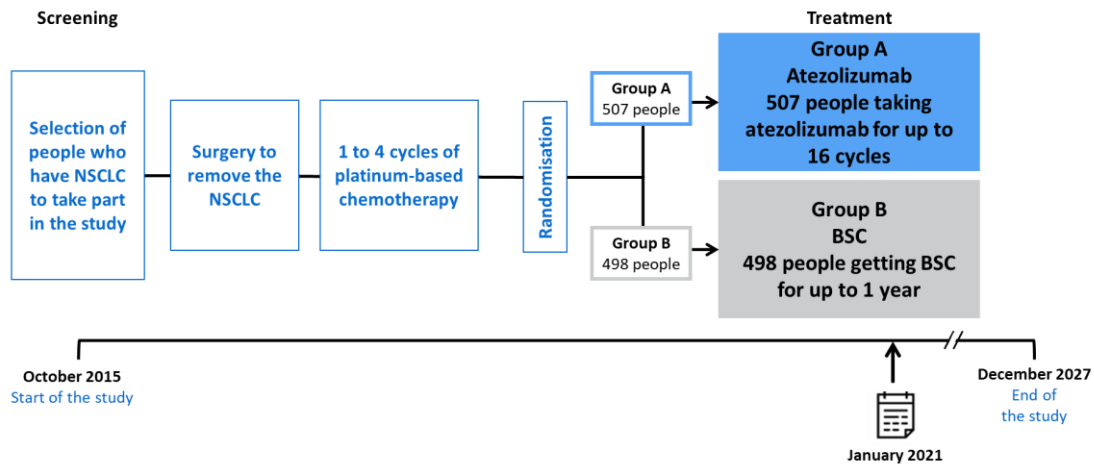 Screening
Treatment
Selection of
people who
have NSCLC
to take part
in the study
Surgery to
remove the
NSCLC
1 to 4 cycles of
platinum-based
chemotherapy
Randomisation
Group A
507 people
Group A
Atezolizumab
507 people taking
atezolizumab for up to
16 cycles
Group B
498 people
Group B
BSC
498 people getting BSC
for up to 1 year
October 2015
Start of the study
January 2021
December 2027
End of
the study